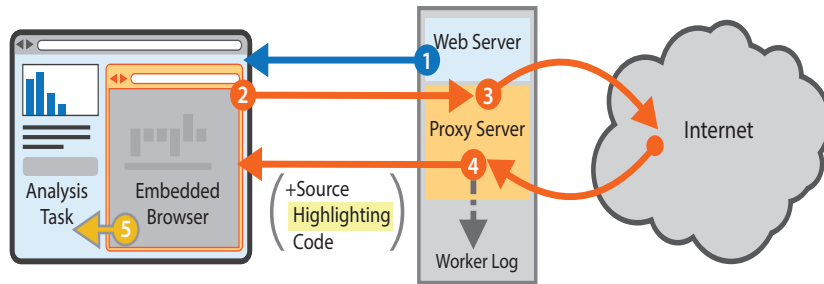 Web Server
1
2
3
Proxy Server
Internet
4
Analysis
Task
Embedded
Browser
5
(+Source
Highlighting
Code)
Worker Log